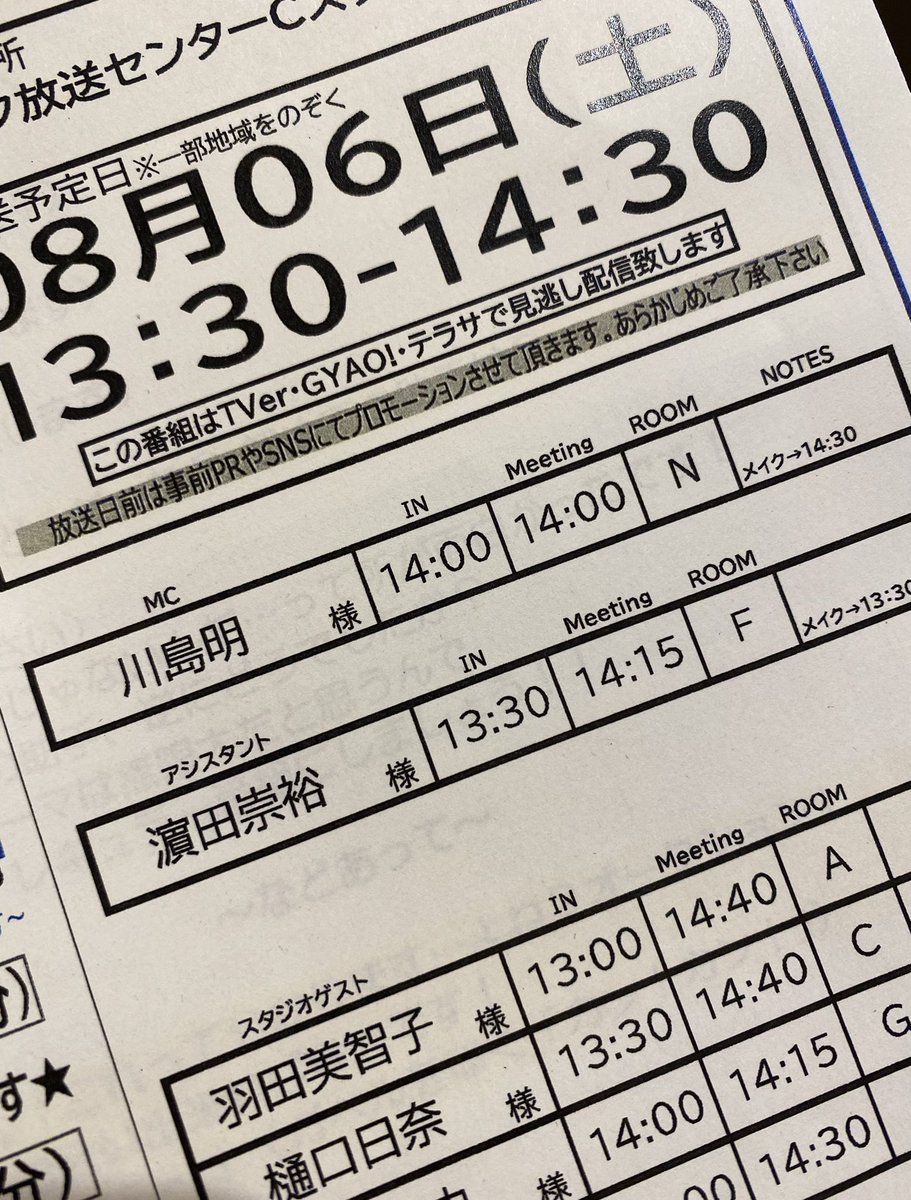 所
放送センターCス
送予定日※一部地域をのぞく
08月06日(土)
13:30-14:30
この番組はTVer・GYAO!・テラサで見逃し配信致します
放送日前は事前PRやSNSにてプロモーションさせて頂きます。あらかじめご了承下さい
MC IN Meeting ROOM NOTES
川島明 様 14:00 14:00 N メイク→14:30
アシスタント IN Meeting ROOM
濵田崇裕 様 13:30 14:15 F メイク→13:30
スタジオゲスト IN Meeting ROOM
羽田美智子 様 13:00 14:40 A
樋口日奈 様 13:30 14:40 C
様 14:00 14:15 G
14:30
す★
分)